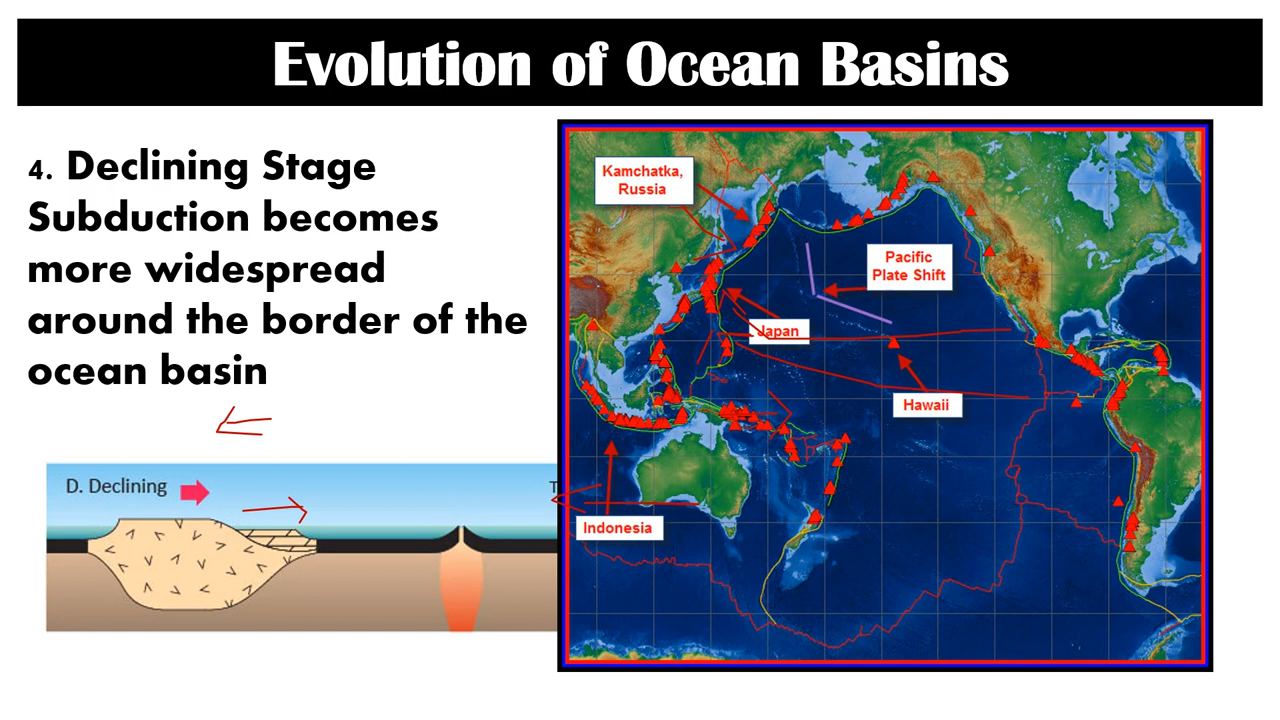 Evolution of Ocean Basins
4. Declining Stage
Subduction becomes
more widespread
around the border of the
ocean basin
D. Declining
T
Kamchatka,
Russia
Pacific
Plate Shift
Japan
Hawaii
Indonesia